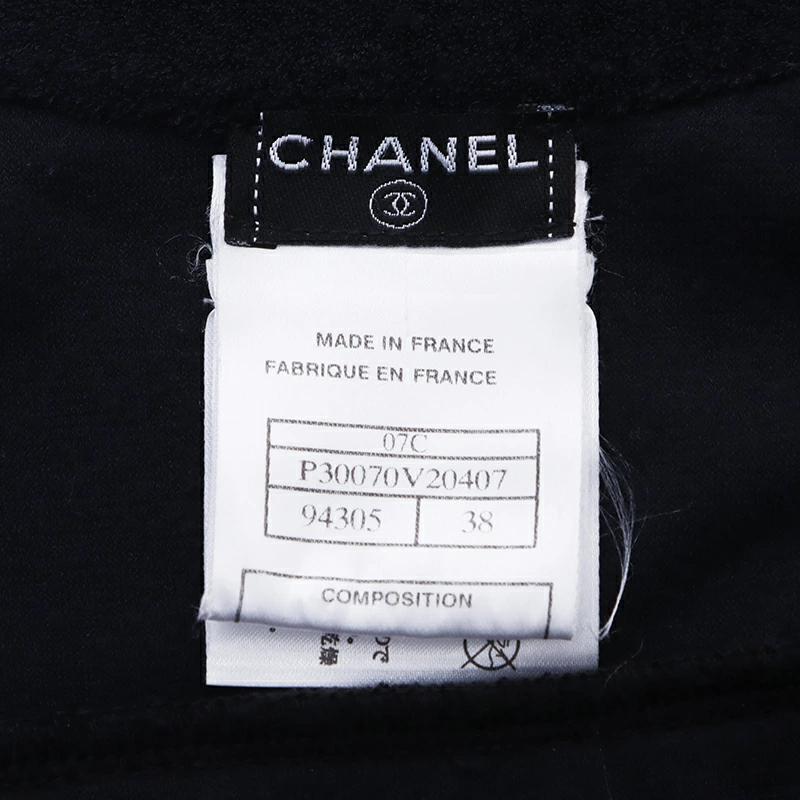 CHANEL
MADE IN FRANCE
FABRIQUE EN FRANCE
07C
P30070V20407
94305 38
COMPOSITION